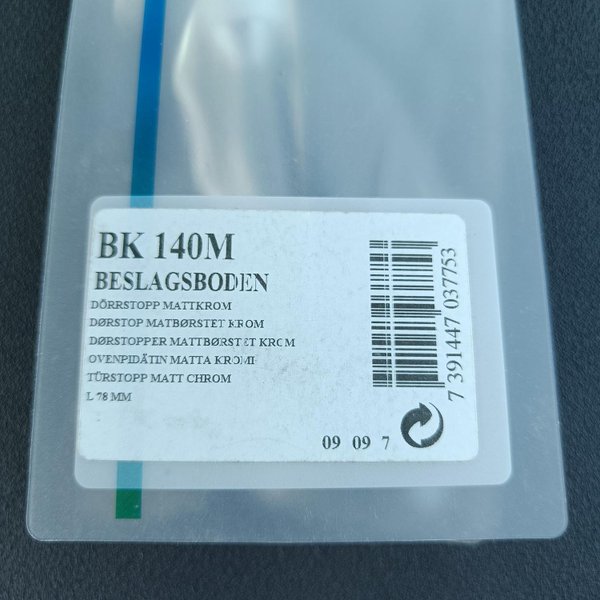 BK 140M
BESLAGSBODEN
DÖRRSTOPP MATTKROM
DØRSTOP MATBØRSTET KROM
DØRSTOPPER MATTBØRSTET KROM
OVENPIDÄTIN MATTA KROMI
TÜRSTOPP MATT CHROM
L 78 MM
09 09 7
7 391447 037753